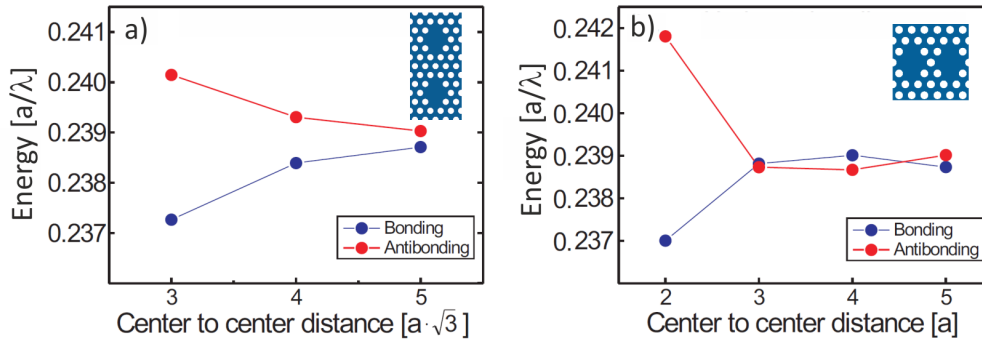 a)
0.241
0.240
0.239
0.238
0.237
Energy [a/λ]
Bonding
Antibonding
3 4 5
Center to center distance [a·√3 ]
b)
0.242
0.241
0.240
0.239
0.238
0.237
Energy [a/λ]
Bonding
Antibonding
2 3 4 5
Center to center distance [a]